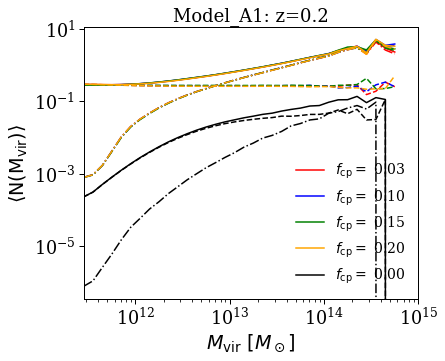 Model_A1: z=0.2
10¹
10⁻¹
10⁻³
10⁻⁵
⟨N(M_vir)⟩
f_cp = 0.03
f_cp = 0.10
f_cp = 0.15
f_cp = 0.20
f_cp = 0.00
10¹² 10¹³ 10¹⁴ 10¹⁵
M_vir [M_⊙]